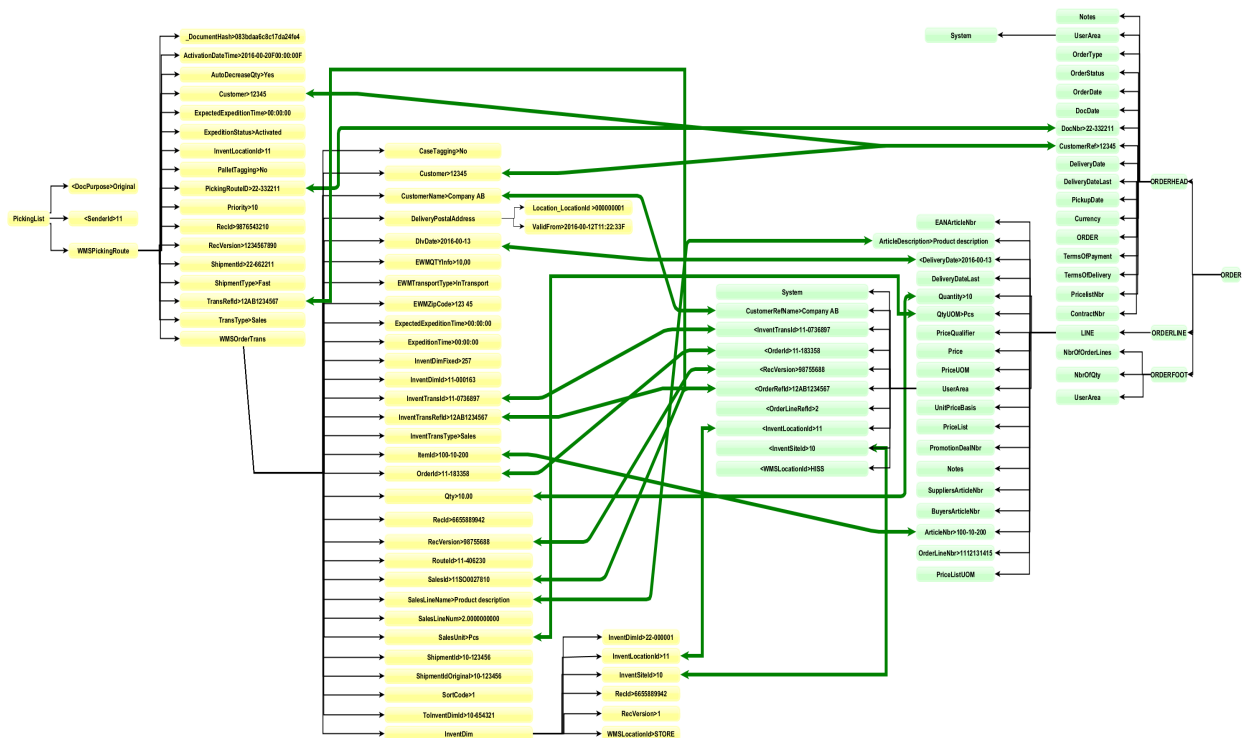 PickingList
<DocPurpose>Original
<SenderId>11
WMSPickingRoute
_DocumentHash>083bdaa6c8c17da24fe4
ActivationDateTime>2016-00-20F00:00:00F
AutoDecreaseQty>Yes
Customer>12345
ExpectedExpeditionTime>00:00:00
ExpeditionStatus>Activated
InventLocationId>11
PalletTagging>No
PickingRouteID>22-332211
Priority>10
RecId>9876543210
RecVersion>1234567890
ShipmentId>22-662211
ShipmentType>Fast
TransRefId>12AB1234567
TransType>Sales
WMSOrderTrans
CaseTagging>No
Customer>12345
CustomerName>Company AB
DeliveryPostalAddress
Location_LocationId >000000001
ValidFrom>2016-00-12T11:22:33F
DlvDate>2016-00-13
EWMQTYInfo>10,00
EWMTransportType>InTransport
EWMZipCode>123 45
ExpectedExpeditionTime>00:00:00
ExpeditionTime>00:00:00
InventDimFixed>257
InventDimId>11-000163
InventTransId>11-0736897
InventTransRefId>12AB1234567
InventTransType>Sales
ItemId>100-10-200
OrderId>11-183358
Qty>10.00
RecId>6655889942
RecVersion>98755688
RouteId>11-406230
SalesId>11SO0027810
SalesLineName>Product description
SalesLineNum>2.0000000000
SalesUnit>Pcs
ShipmentId>10-123456
ShipmentIdOriginal>10-123456
SortCode>1
ToInventDimId>10-654321
InventDim
InventDimId>22-000001
InventLocationId>11
InventSiteId>10
RecId>6655889942
RecVersion>1
WMSLocationId>STORE
System
CustomerRefName>Company AB
<InventTransId>11-0736897
<OrderId>11-183358
<RecVersion>98755688
<OrderRefId>12AB1234567
<OrderLineRefId>2
<InventLocationId>11
<InventSiteId>10
<WMSLocationId>HISS
System
EANArticleNbr
ArticleDescription>Product description
<DeliveryDate>2016-00-13
DeliveryDateLast
Quantity>10
QtyUOM>Pcs
PriceQualifier
Price
PriceUOM
UserArea
UnitPriceBasis
PriceList
PromotionDealNbr
Notes
SuppliersArticleNbr
BuyersArticleNbr
ArticleNbr>100-10-200
OrderLineNbr>1112131415
PriceListUOM
Notes
UserArea
OrderType
OrderStatus
OrderDate
DocDate
DocNbr>22-332211
CustomerRef>12345
DeliveryDate
DeliveryDateLast
PickupDate
Currency
ORDER
TermsOfPayment
TermsOfDelivery
PricelistNbr
ContractNbr
LINE
NbrOfOrderLines
NbrOfQty
UserArea
ORDERHEAD
ORDERLINE
ORDERFOOT
ORDER